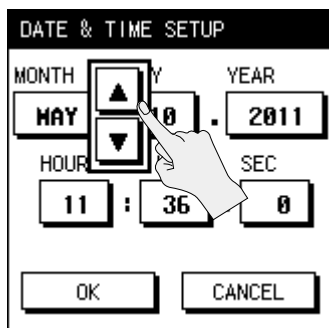 DATE & TIME SETUP
MONTH Y YEAR
MAY 10 . 2011
HOUR SEC
11 : 36 0
OK CANCEL